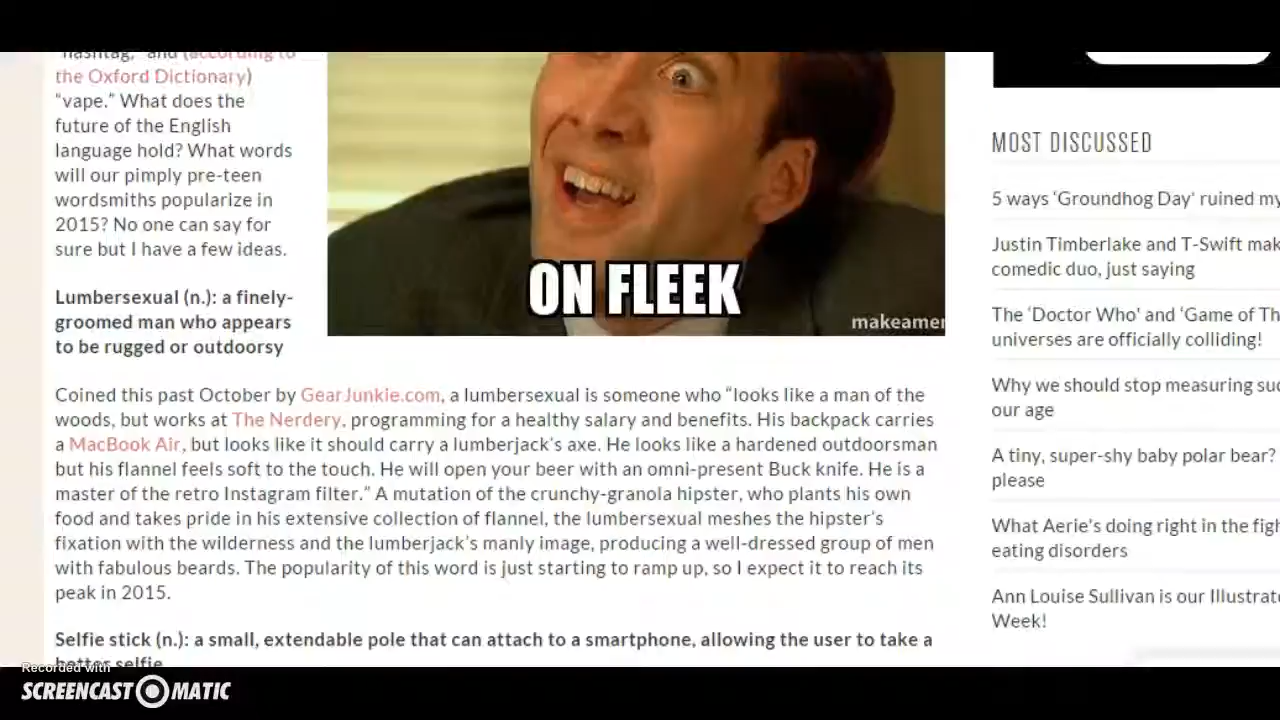 "hashtag," and (according to
the Oxford Dictionary)
“vape.” What does the
future of the English
language hold? What words
will our pimply pre-teen
wordsmiths popularize in
2015? No one can say for
sure but I have a few ideas.
Lumbersexual (n.): a finely-
groomed man who appears
to be rugged or outdoorsy
ON FLEEK
makeamer
Coined this past October by GearJunkie.com, a lumbersexual is someone who “looks like a man of the
woods, but works at The Nerdery, programming for a healthy salary and benefits. His backpack carries
a MacBook Air, but looks like it should carry a lumberjack’s axe. He looks like a hardened outdoorsman
but his flannel feels soft to the touch. He will open your beer with an omni-present Buck knife. He is a
master of the retro Instagram filter.” A mutation of the crunchy-granola hipster, who plants his own
food and takes pride in his extensive collection of flannel, the lumbersexual meshes the hipster’s
fixation with the wilderness and the lumberjack’s manly image, producing a well-dressed group of men
with fabulous beards. The popularity of this word is just starting to ramp up, so I expect it to reach its
peak in 2015.
Selfie stick (n.): a small, extendable pole that can attach to a smartphone, allowing the user to take a
better selfie
MOST DISCUSSED
5 ways ‘Groundhog Day’ ruined my
Justin Timberlake and T-Swift mak
comedic duo, just saying
The ‘Doctor Who’ and ‘Game of Th
universes are officially colliding!
Why we should stop measuring suc
our age
A tiny, super-shy baby polar bear?
please
What Aerie’s doing right in the figh
eating disorders
Ann Louise Sullivan is our Illustrato
Week!
Recorded with
SCREENCAST-O-MATIC